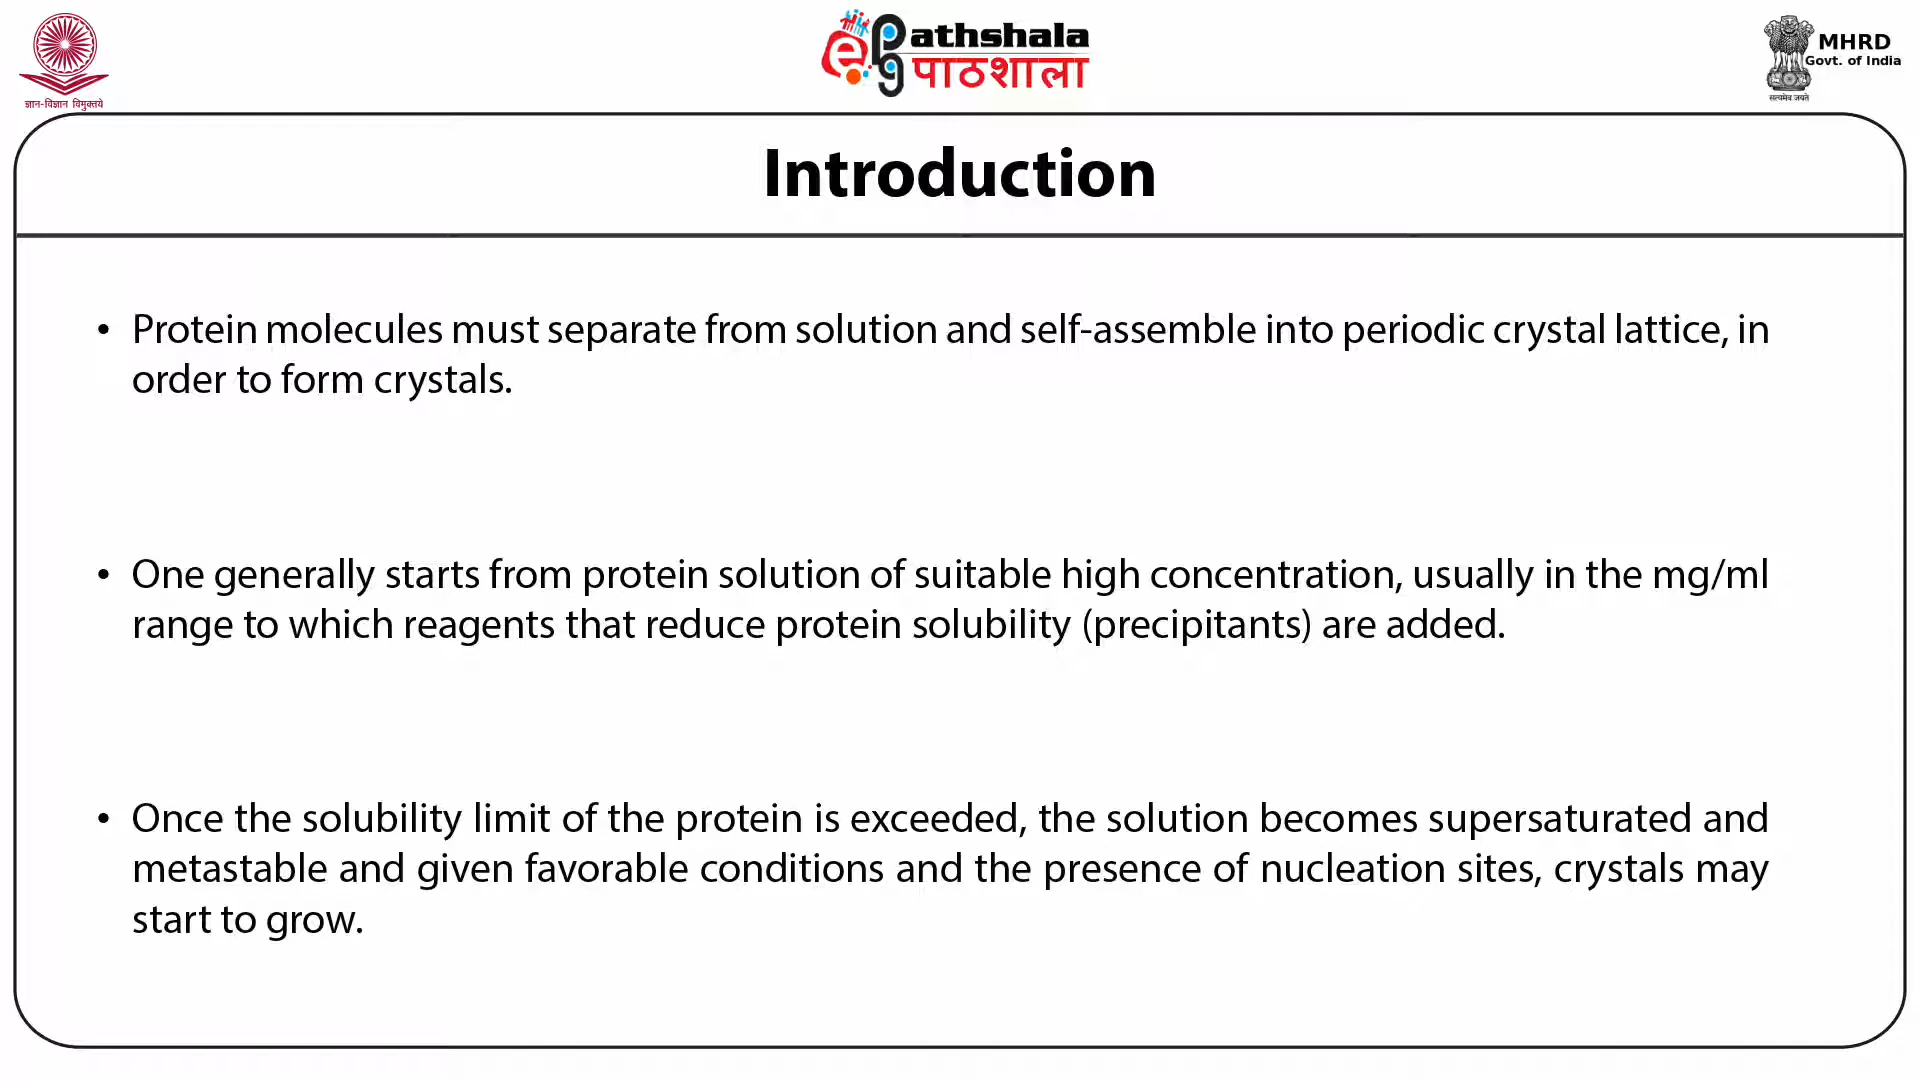 ज्ञान-विज्ञान विमुक्तये
ePathshala
पाठशाला
MHRD
Govt. of India
सत्यमेव जयते
Introduction
• Protein molecules must separate from solution and self-assemble into periodic crystal lattice, in
order to form crystals.
• One generally starts from protein solution of suitable high concentration, usually in the mg/ml
range to which reagents that reduce protein solubility (precipitants) are added.
• Once the solubility limit of the protein is exceeded, the solution becomes supersaturated and
metastable and given favorable conditions and the presence of nucleation sites, crystals may
start to grow.